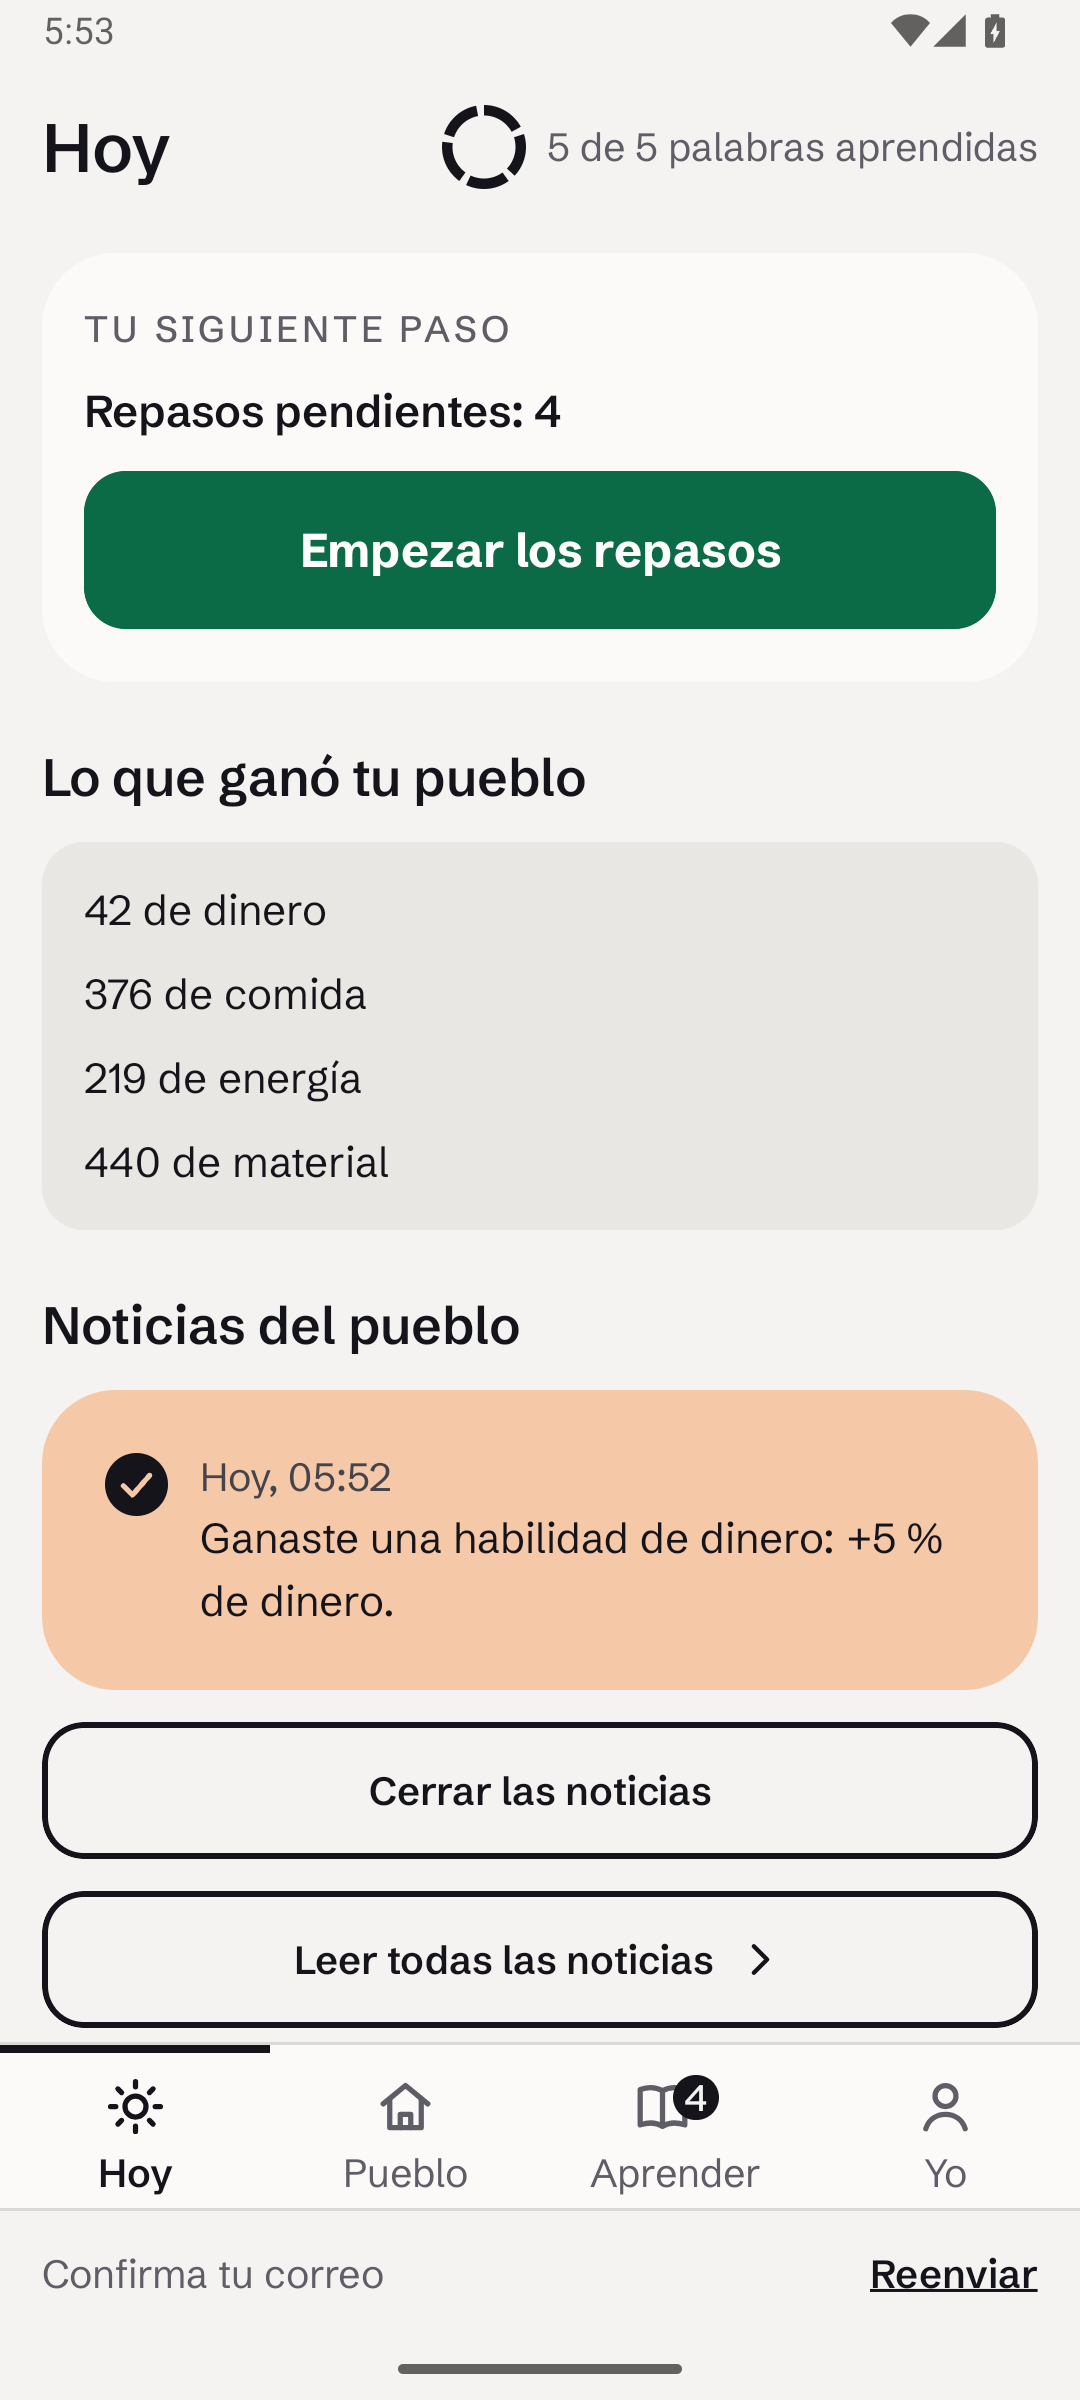 5:53
Hoy
5 de 5 palabras aprendidas
TU SIGUIENTE PASO
Repasos pendientes: 4
Empezar los repasos
Lo que ganó tu pueblo
42 de dinero
376 de comida
219 de energía
440 de material
Noticias del pueblo
Hoy, 05:52
Ganaste una habilidad de dinero: +5 %
de dinero.
Cerrar las noticias
Leer todas las noticias
4
Hoy
Pueblo
Aprender
Yo
Confirma tu correo
Reenviar